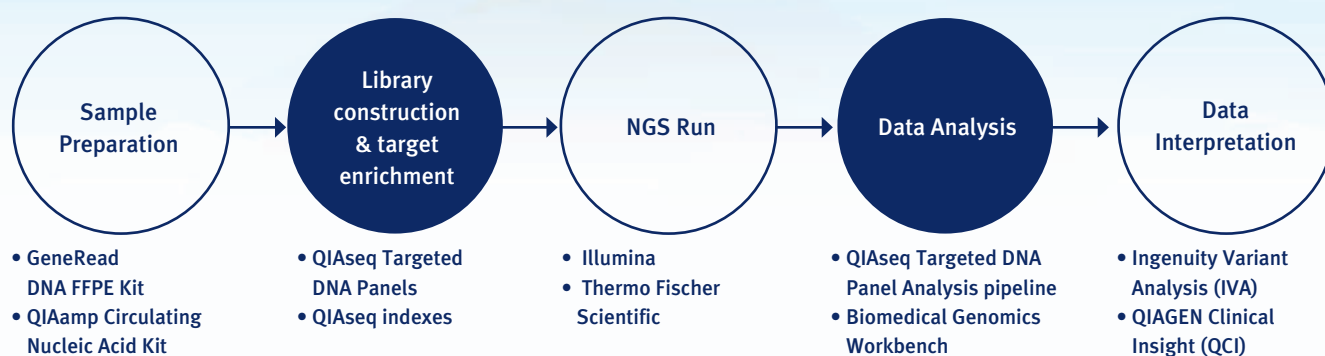 Sample
Preparation
Library
construction
& target
enrichment
NGS Run
Data Analysis
Data
Interpretation
• GeneRead
DNA FFPE Kit
• QIAamp Circulating
Nucleic Acid Kit
• QIAseq Targeted
DNA Panels
• QIAseq indexes
• Illumina
• Thermo Fischer
Scientific
• QIAseq Targeted DNA
Panel Analysis pipeline
• Biomedical Genomics
Workbench
• Ingenuity Variant
Analysis (IVA)
• QIAGEN Clinical
Insight (QCI)